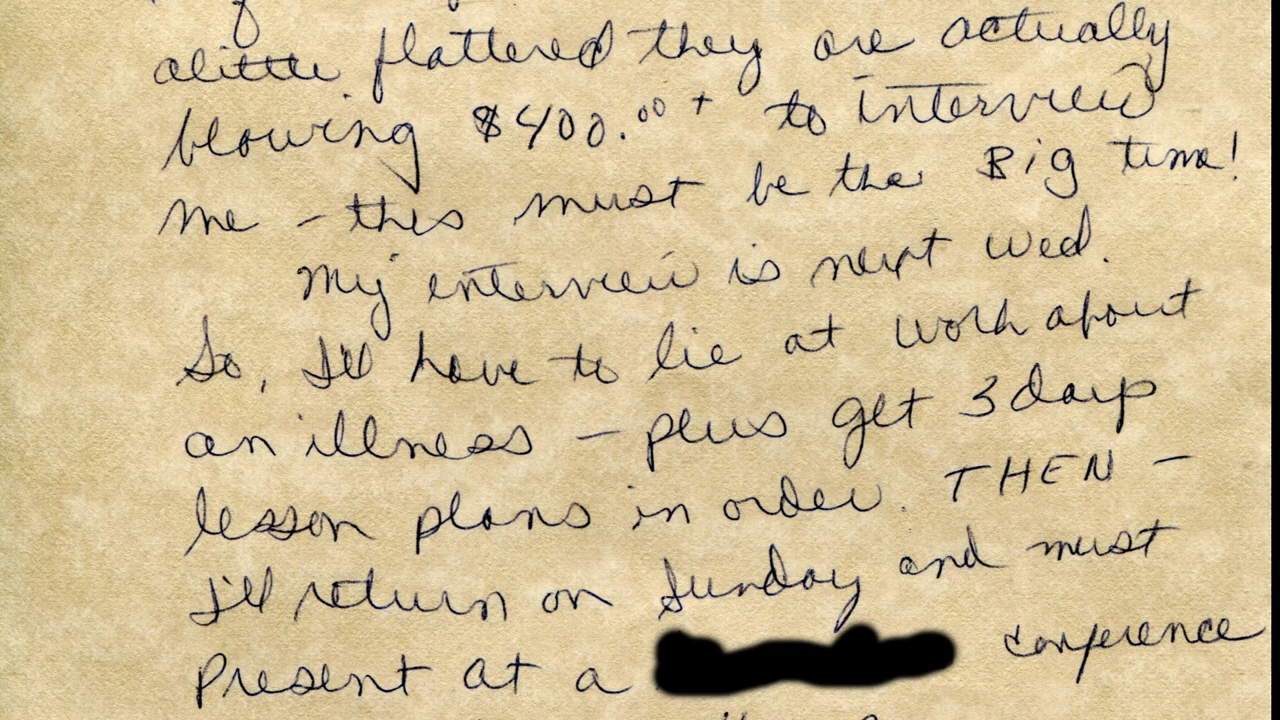 alittle flattered they are actually
blowing $400.00+ to interview
me - this must be the Big time!
My interview is next Wed.
So, I'll have to lie at work about
an illness - plus get 3 days
lesson plans in order. THEN -
I'll return on Sunday and must
present at a conference